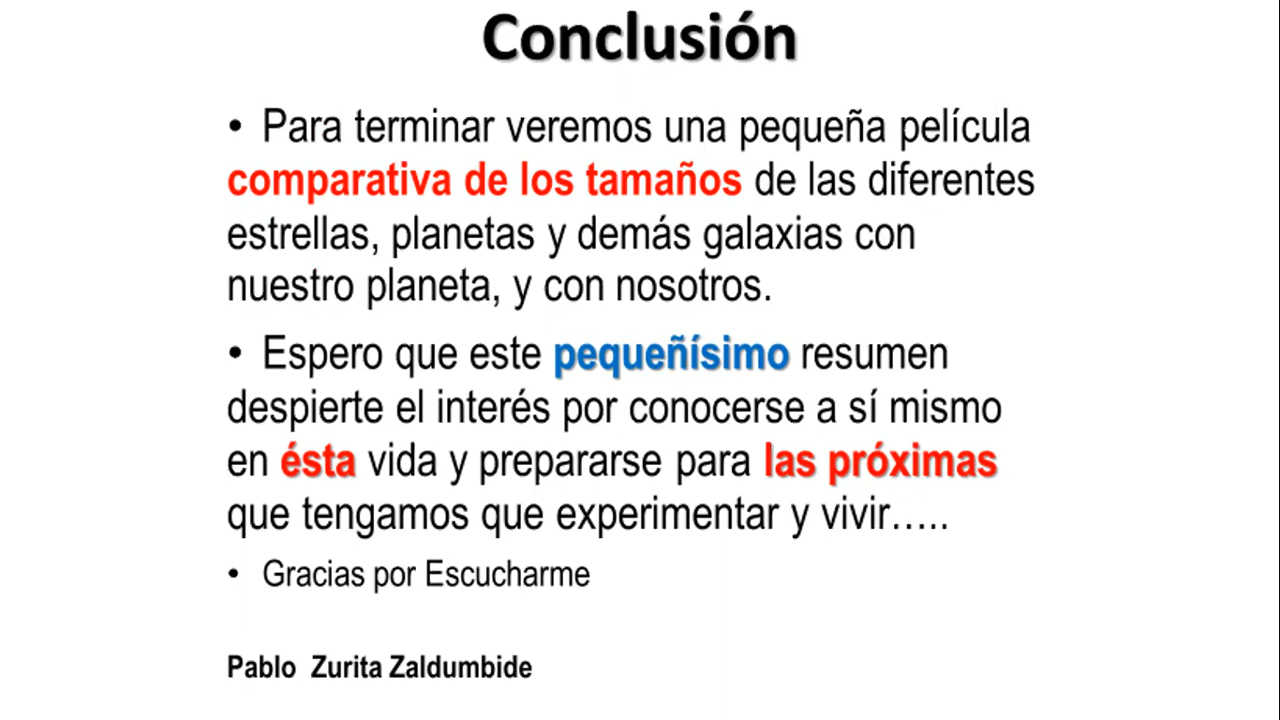 Conclusión
• Para terminar veremos una pequeña película
comparativa de los tamaños de las diferentes
estrellas, planetas y demás galaxias con
nuestro planeta, y con nosotros.
• Espero que este pequeñísimo resumen
despierte el interés por conocerse a sí mismo
en ésta vida y prepararse para las próximas
que tengamos que experimentar y vivir…..
• Gracias por Escucharme
Pablo Zurita Zaldumbide